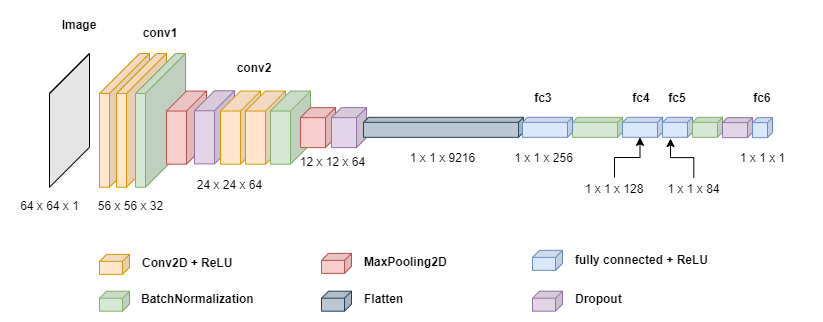 Image
conv1
conv2
fc3
fc4
fc5
fc6
64 x 64 x 1
56 x 56 x 32
24 x 24 x 64
12 x 12 x 64
1 x 1 x 9216
1 x 1 x 256
1 x 1 x 128
1 x 1 x 84
1 x 1 x 1
Conv2D + ReLU
MaxPooling2D
fully connected + ReLU
BatchNormalization
Flatten
Dropout